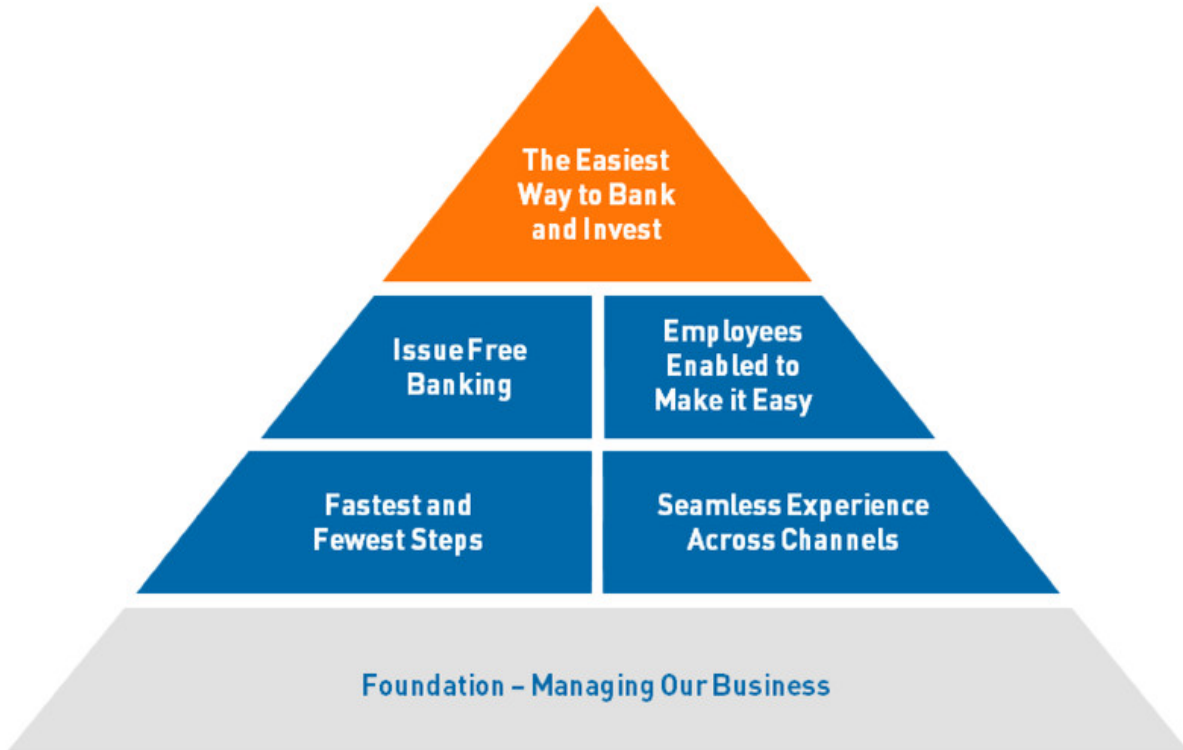 The Easiest
Way to Bank
and Invest
Issue Free
Banking
Employees
Enabled to
Make it Easy
Fastest and
Fewest Steps
Seamless Experience
Across Channels
Foundation – Managing Our Business